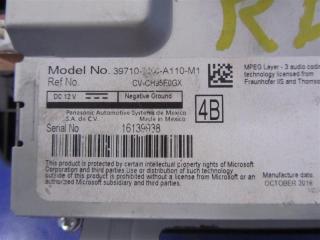 MPEG Layer - 3 audio coding
technology licensed from
Fraunhofer IIS and Thomson
Model No. 39710-
-A110-M1
Ref No. CV-CH95F0GX
DC 12 V Negative Ground
Panasonic Automotive Systems de Mexico
S.A. de C.V. Made in Mexico
4B
Serial No 16139938
This product is protected by certain intellectual property rights of Microsoft
Corporation and third parties Use or distribution of such technology
outside of this product is prohibited without a license from Microsoft or an
authorized Microsoft subsidiary and third parties.
Manufacture Date
OCTOBER 2016